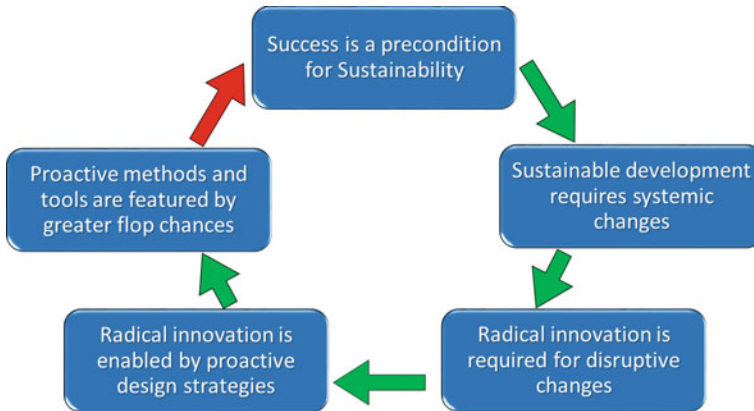 Success is a precondition
for Sustainability
Sustainable development
requires systemic
changes
Radical innovation is
required for disruptive
changes
Radical innovation is
enabled by proactive
design strategies
Proactive methods and
tools are featured by
greater flop chances